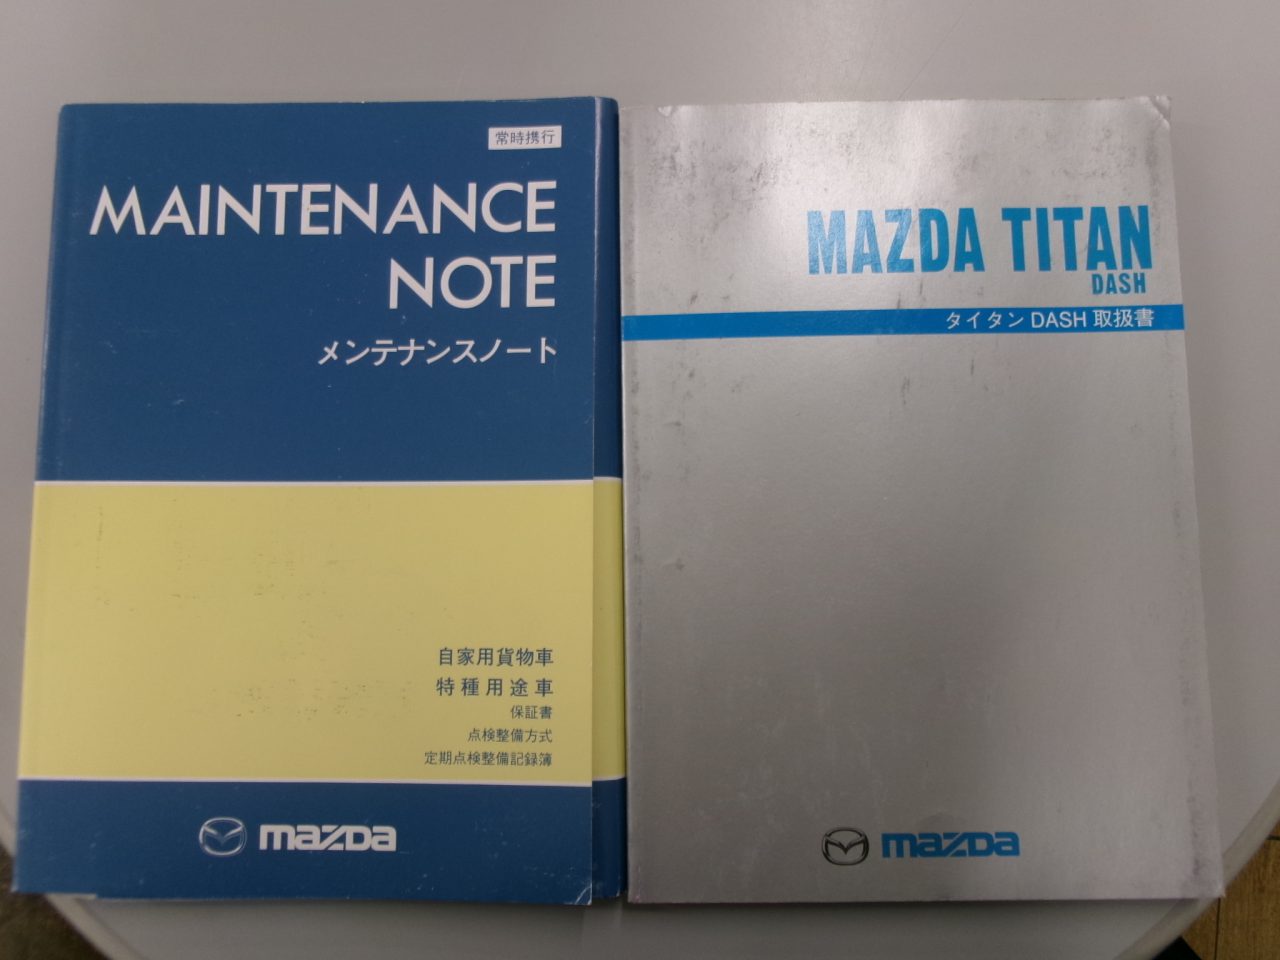 常時携行
MAINTENANCE
NOTE
メンテナンスノート
自家用貨物車
特種用途車
保証書
点検整備方式
定期点検整備記録簿
mazda
MAZDA TITAN
DASH
タイタン DASH 取扱書
mazda